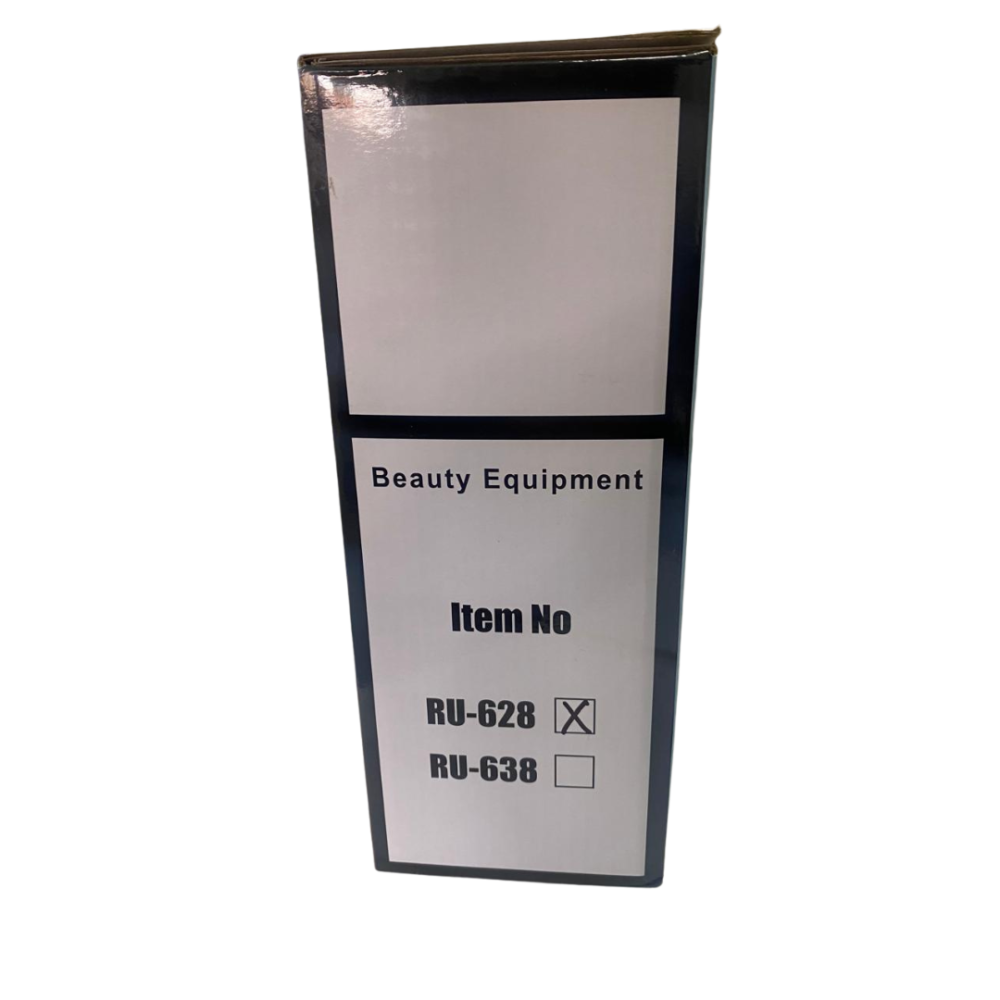 Beauty Equipment
Item No
RU-628 X
RU-638